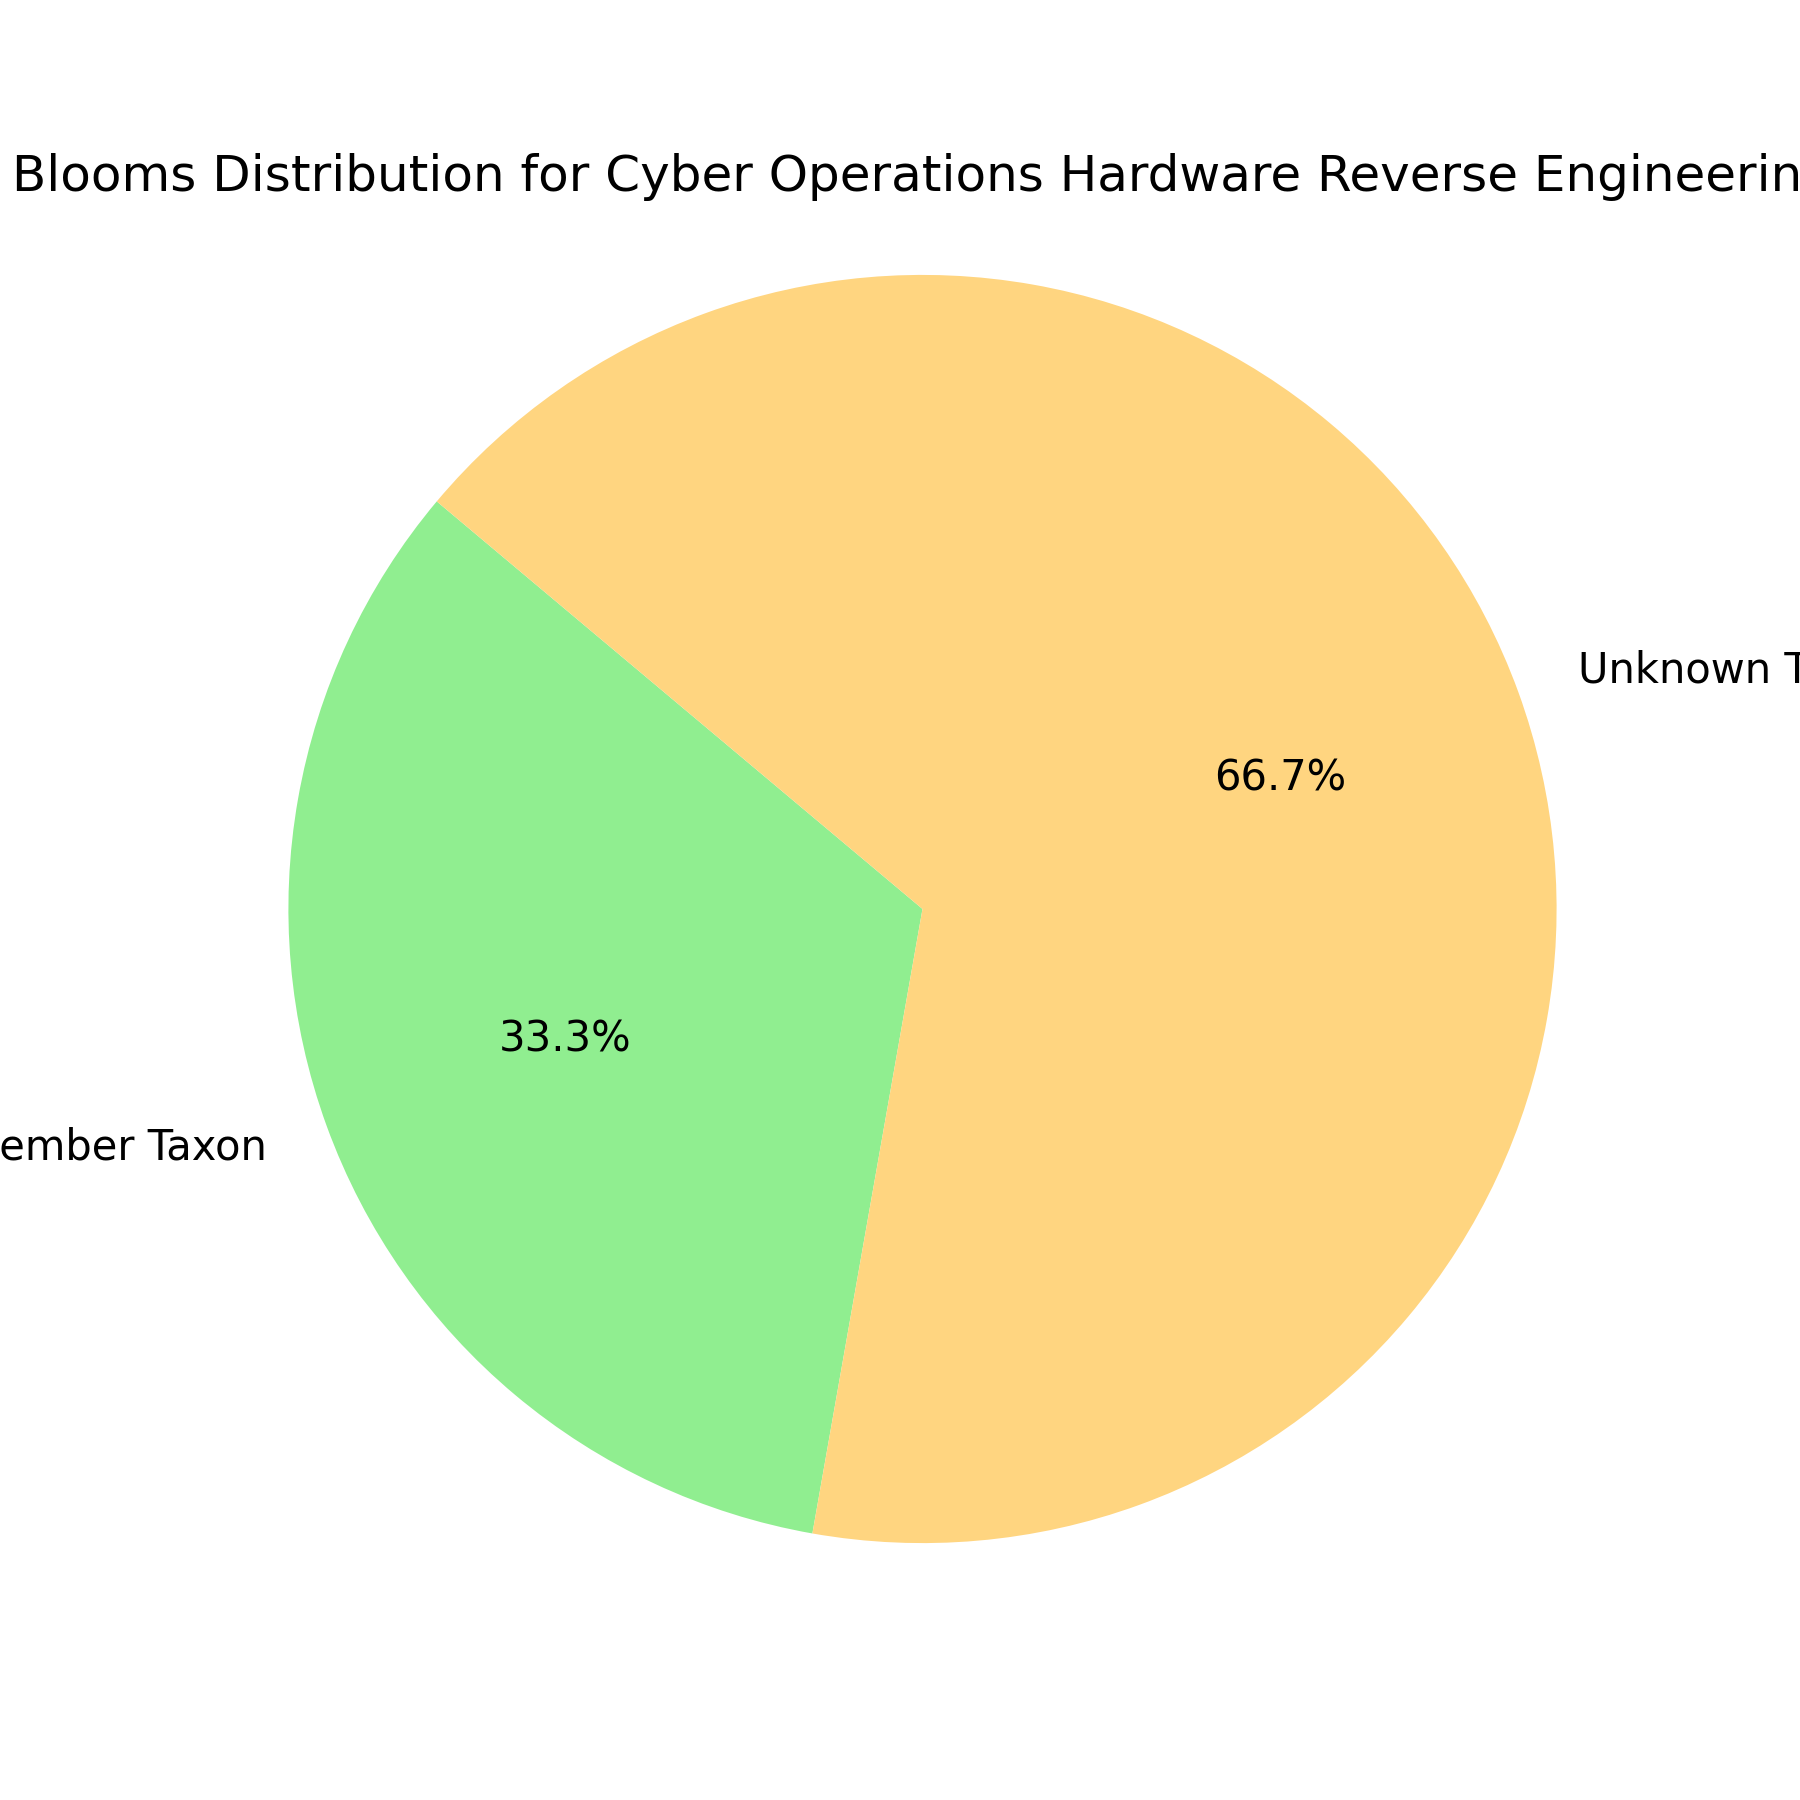 Blooms Distribution for Cyber Operations Hardware Reverse Engineerin
Unknown T
66.7%
33.3%
ember Taxon